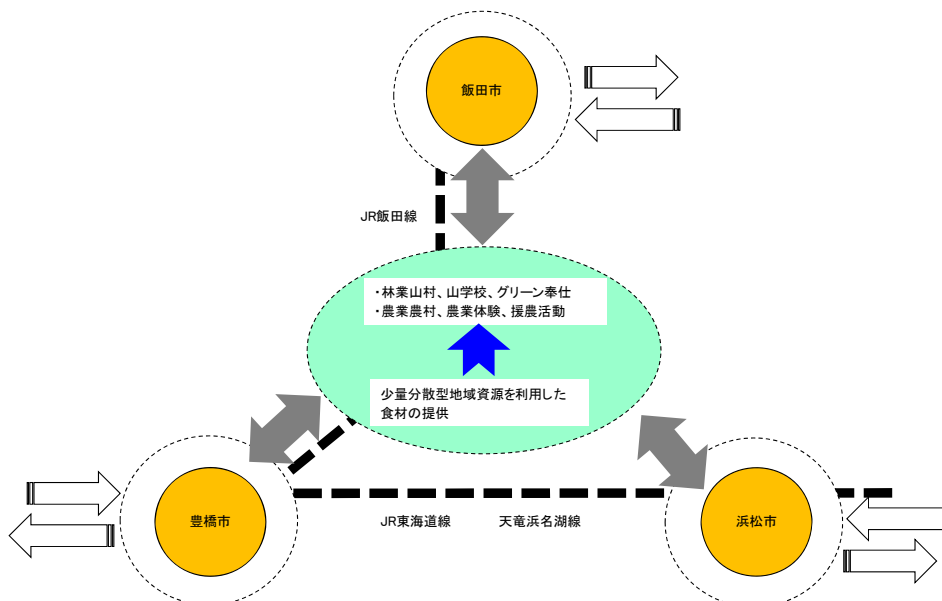 飯田市
JR飯田線
・林業山村、山学校、グリーン奉仕
・農業農村、農業体験、援農活動
少量分散型地域資源を利用した
食材の提供
豊橋市
JR東海道線
天竜浜名湖線
浜松市